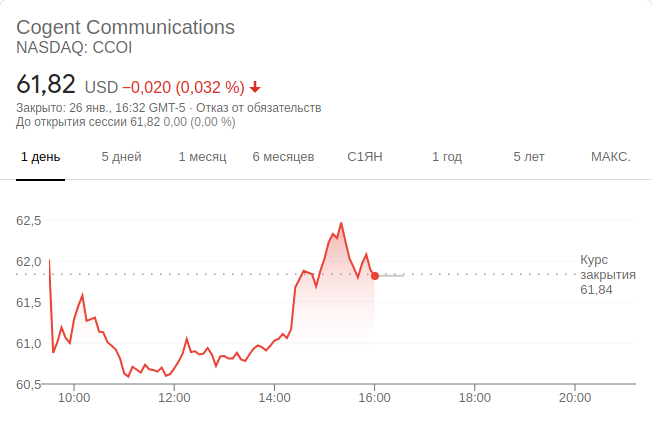 Cogent Communications
NASDAQ: CCOI
61,82 USD −0,020 (0,032 %)
Закрыто: 26 янв., 16:32 GMT-5 · Отказ от обязательств
До открытия сессии 61,82 0,00 (0,00 %)
1 день 5 дней 1 месяц 6 месяцев С1ЯН 1 год 5 лет МАКС.
62,5
62,0
61,5
61,0
60,5
Курс
закрытия
61,84
10:00 12:00 14:00 16:00 18:00 20:00